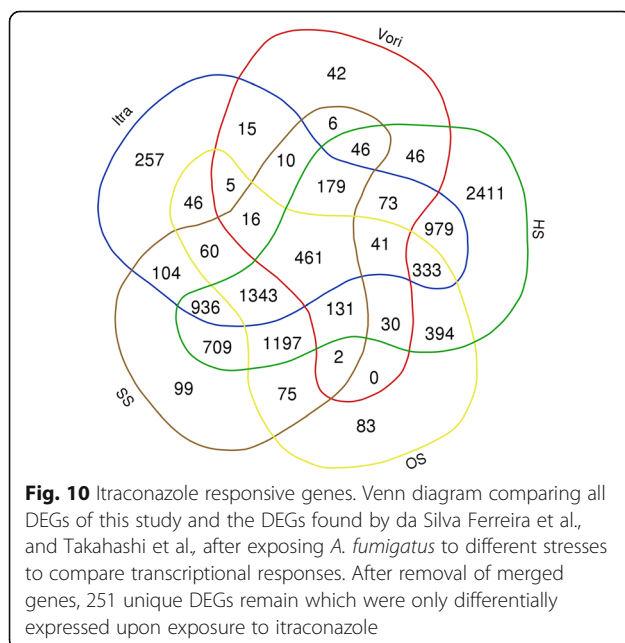 Vori
42
Itra
6
15
46
46
10
257
2411
179
5
73
46
HS
16
979
41
60
461
333
104
1343
936
131
30
394
1197
709
2
0
SS
99
75
83
OS
Fig. 10 Itraconazole responsive genes. Venn diagram comparing all
DEGs of this study and the DEGs found by da Silva Ferreira et al.,
and Takahashi et al., after exposing A. fumigatus to different stresses
to compare transcriptional responses. After removal of merged
genes, 251 unique DEGs remain which were only differentially
expressed upon exposure to itraconazole